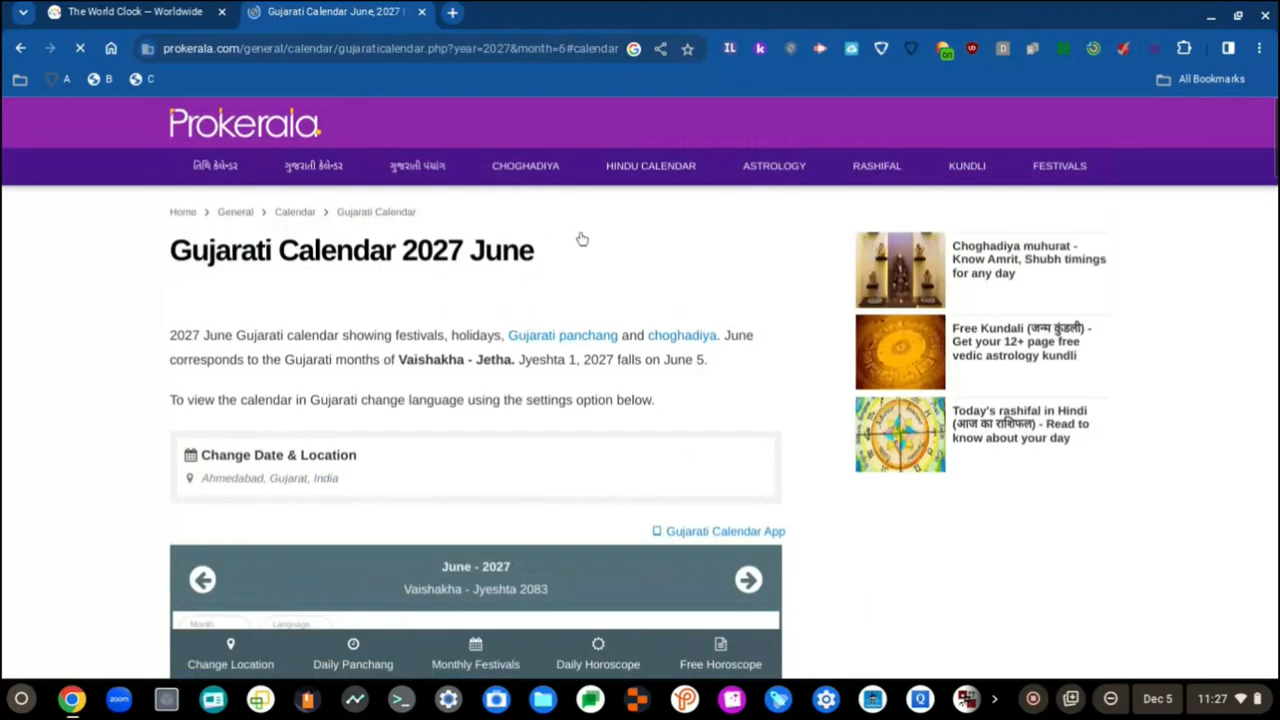 The World Clock — Worldwide
Gujarati Calendar June, 2027
prokerala.com/general/calendar/gujaraticalendar.php?year=2027&month=6#calendar
A B C All Bookmarks
Prokerala
તિથિ કેલેન્ડર ગુજરાતી કેલેન્ડર ગુજરાતી પંચાંગ CHOGHADIYA HINDU CALENDAR ASTROLOGY RASHIFAL KUNDLI FESTIVALS
Home > General > Calendar > Gujarati Calendar
Gujarati Calendar 2027 June
2027 June Gujarati calendar showing festivals, holidays, Gujarati panchang and choghadiya. June
corresponds to the Gujarati months of Vaishakha - Jetha. Jyeshta 1, 2027 falls on June 5.
To view the calendar in Gujarati change language using the settings option below.
Change Date & Location
Ahmedabad, Gujarat, India
Gujarati Calendar App
June - 2027
Vaishakha - Jyeshta 2083
Month Language
Change Location Daily Panchang Monthly Festivals Daily Horoscope Free Horoscope
Choghadiya muhurat -
Know Amrit, Shubh timings
for any day
Free Kundali (जन्म कुंडली) -
Get your 12+ page free
vedic astrology kundli
Today's rashifal in Hindi
(आज का राशिफल) - Read to
know about your day
zoom
Dec 5 11:27